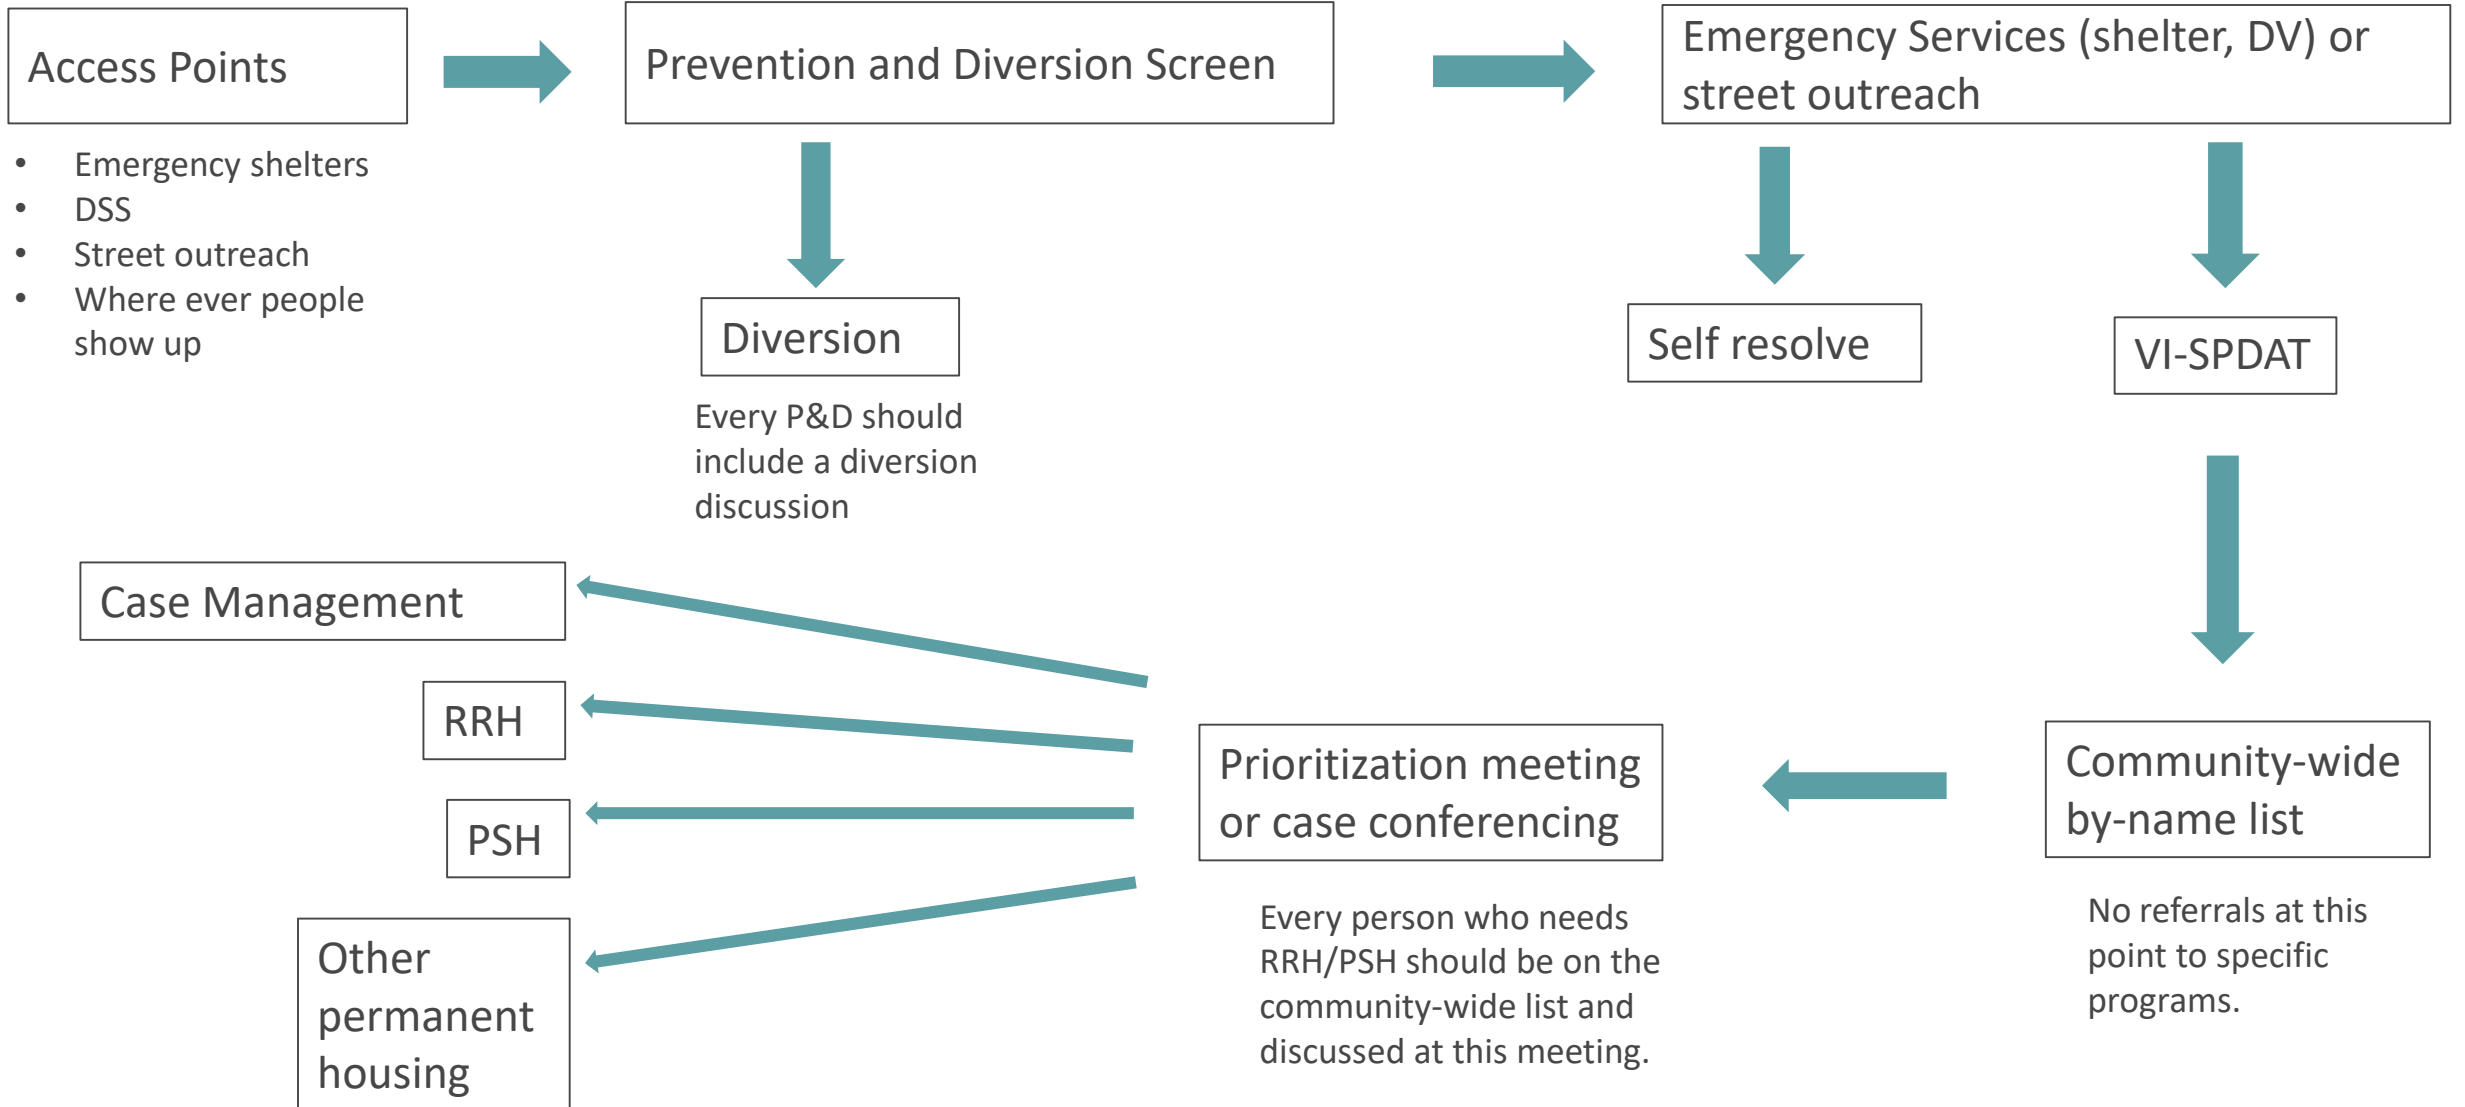 Access Points
• Emergency shelters
• DSS
• Street outreach
• Where ever people
show up
Prevention and Diversion Screen
Diversion
Every P&D should
include a diversion
discussion
Emergency Services (shelter, DV) or
street outreach
Self resolve
VI-SPDAT
Community-wide
by-name list
No referrals at this
point to specific
programs.
Prioritization meeting
or case conferencing
Every person who needs
RRH/PSH should be on the
community-wide list and
discussed at this meeting.
Case Management
RRH
PSH
Other
permanent
housing